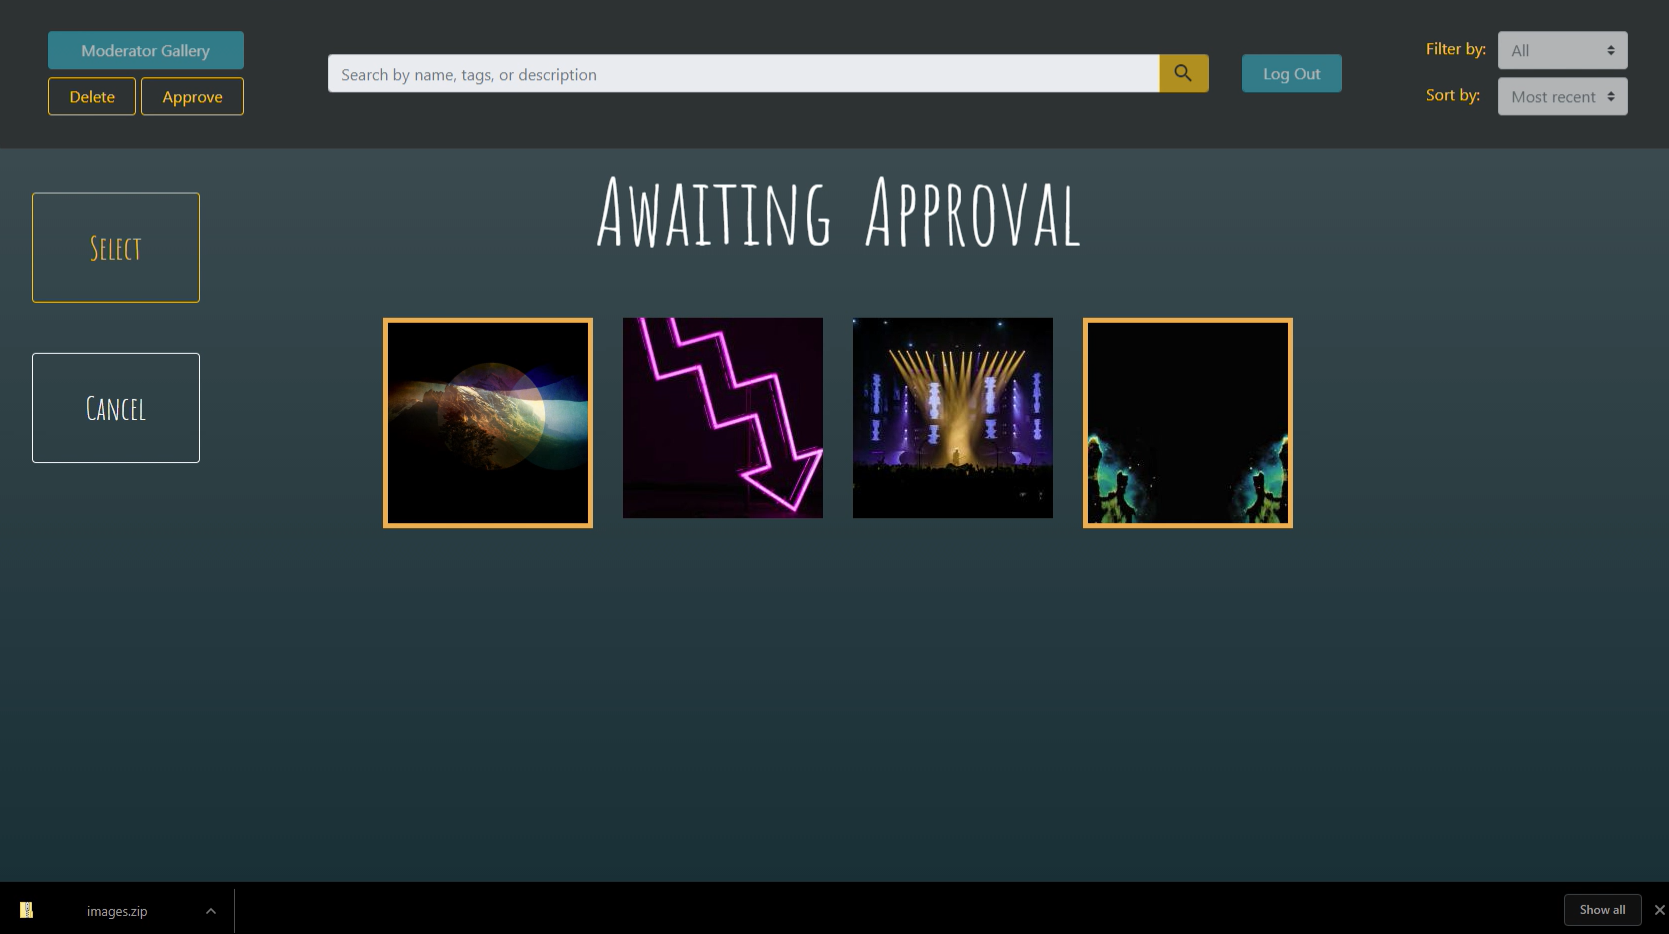 Moderator Gallery
Delete
Approve
Search by name, tags, or description
Log Out
Filter by:
All
Sort by:
Most recent
Awaiting Approval
Select
Cancel
images.zip
Show all